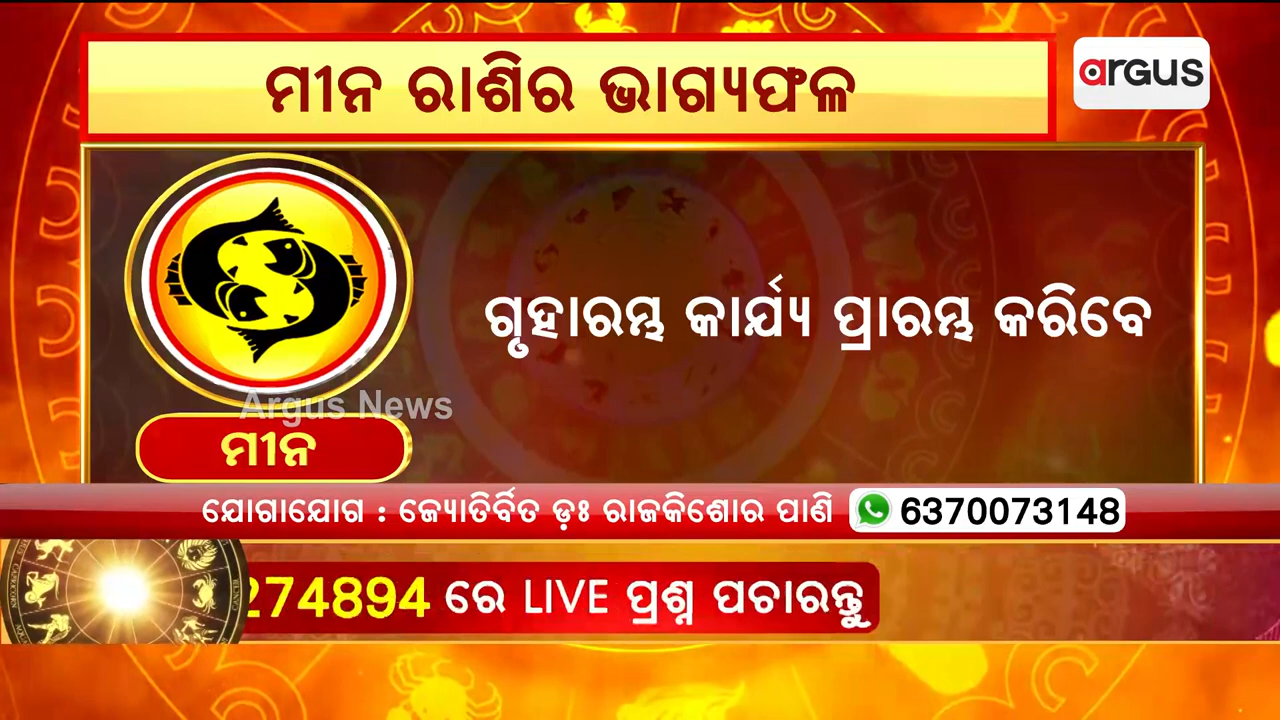 ମୀନ ରାଶିର ଭାଗ୍ୟଫଳ
argus
ଗୃହାରମ୍ଭ କାର୍ଯ୍ୟ ପ୍ରାରମ୍ଭ କରିବେ
Argus News
ମୀନ
ଯୋଗାଯୋଗ : ଜ୍ୟୋତିର୍ବିତ ଡ଼ଃ ରାଜକିଶୋର ପାଣି 6370073148
274894 ରେ LIVE ପ୍ରଶ୍ନ ପଚାରନ୍ତୁ